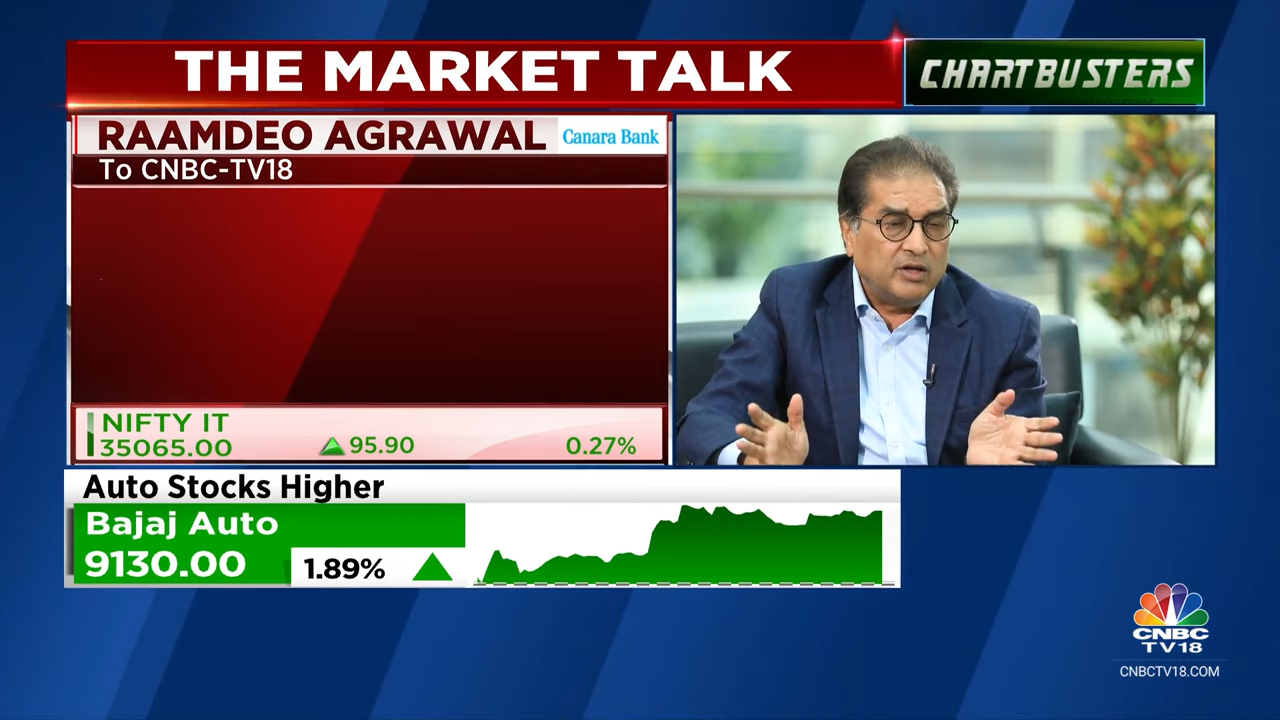 THE MARKET TALK
CHARTBUSTERS
RAAMDEO AGRAWAL
Canara Bank
To CNBC-TV18
NIFTY IT
35065.00 95.90 0.27%
Auto Stocks Higher
Bajaj Auto
9130.00 1.89%
CNBC
TV18
CNBCTV18.COM